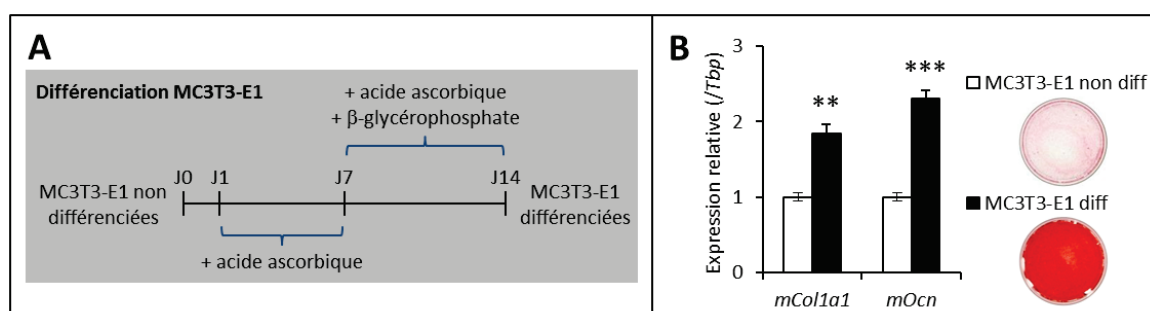 A
Différenciation MC3T3-E1
+ acide ascorbique
+ β-glycérophosphate
J0 J1 J7 J14
MC3T3-E1 non
différenciées
MC3T3-E1
différenciées
+ acide ascorbique
B
Expression relative (/Tbp)
3
2
1
0
**
***
mCol1a1
mOcn
MC3T3-E1 non diff
MC3T3-E1 diff